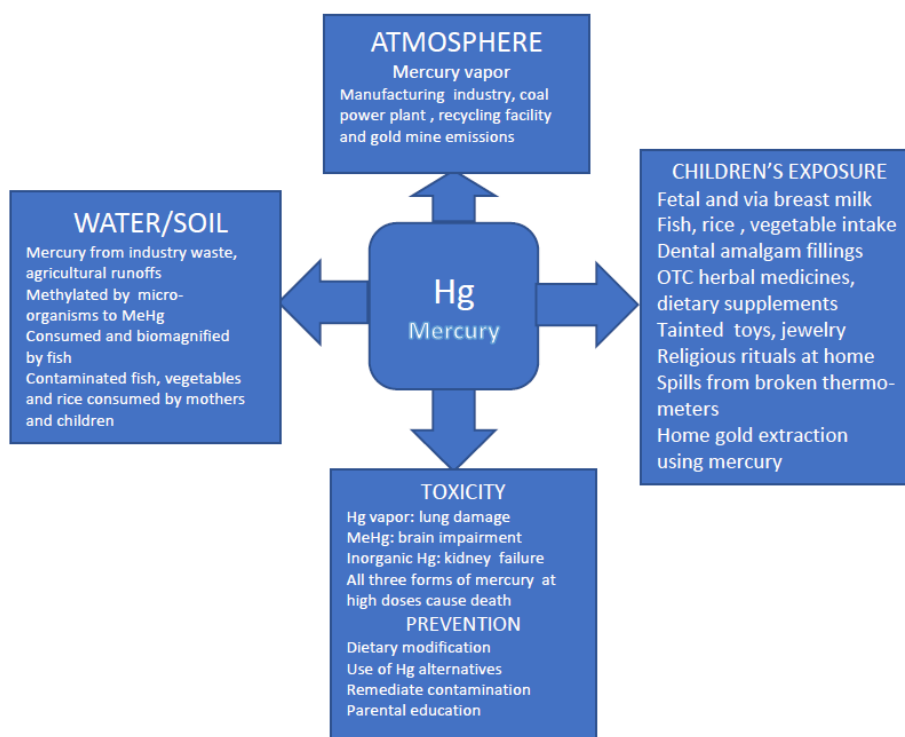 ATMOSPHERE
Mercury vapor
Manufacturing industry, coal
power plant , recycling facility
and gold mine emissions
WATER/SOIL
Mercury from industry waste,
agricultural runoffs
Methylated by micro-
organisms to MeHg
Consumed and biomagnified
by fish
Contaminated fish, vegetables
and rice consumed by mothers
and children
Hg
Mercury
CHILDREN'S EXPOSURE
Fetal and via breast milk
Fish, rice , vegetable intake
Dental amalgam fillings
OTC herbal medicines,
dietary supplements
Tainted toys, jewelry
Religious rituals at home
Spills from broken thermo-
meters
Home gold extraction
using mercury
TOXICITY
Hg vapor: lung damage
MeHg: brain impairment
Inorganic Hg: kidney failure
All three forms of mercury at
high doses cause death
PREVENTION
Dietary modification
Use of Hg alternatives
Remediate contamination
Parental education